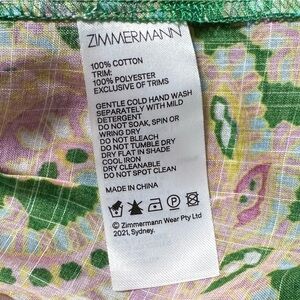 ZIMMERMANN
100% COTTON
TRIM:
100% POLYESTER
EXCLUSIVE OF TRIMS
GENTLE COLD HAND WASH
SEPARATELY WITH MILD
DETERGENT
DO NOT SOAK, SPIN OR
WRING DRY
DO NOT BLEACH
DO NOT TUMBLE DRY
DRY FLAT IN SHADE
COOL IRON
DRY CLEANABLE
DO NOT SPOT CLEAN
MADE IN CHINA
© Zimmermann Wear Pty Ltd
2021, Sydney.